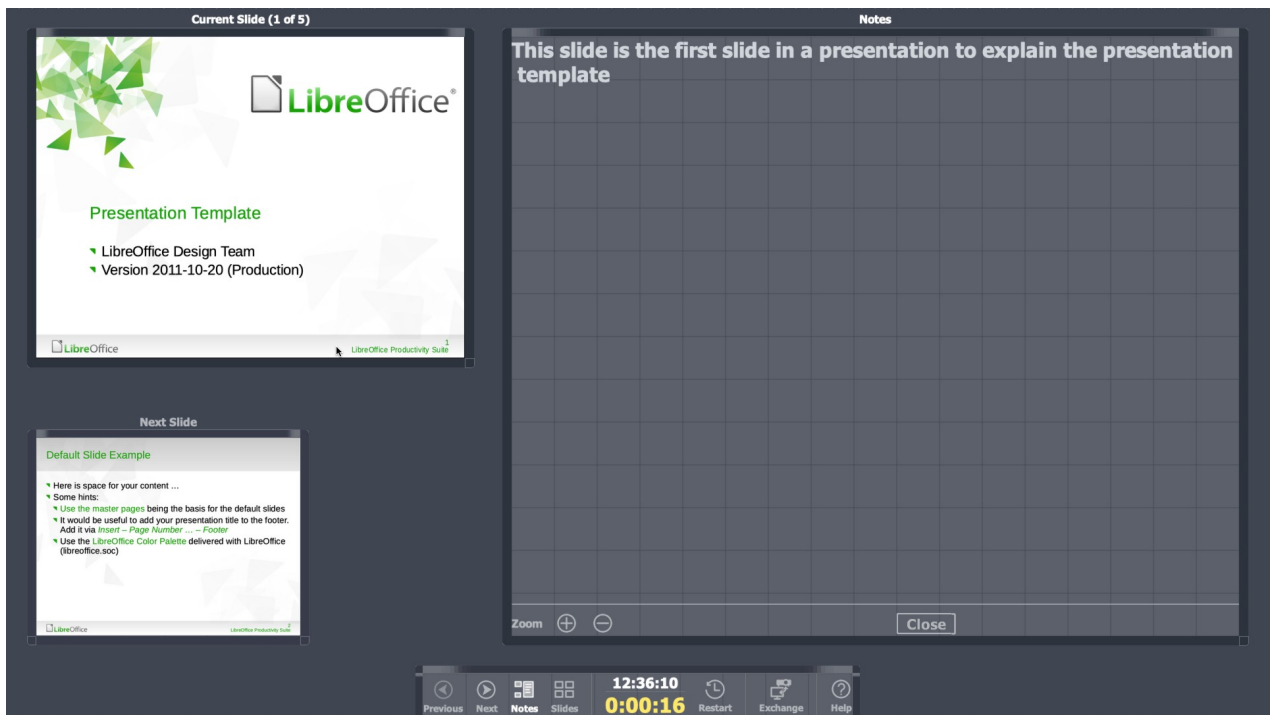 Current Slide (1 of 5)
LibreOffice®
Presentation Template
LibreOffice Design Team
Version 2011-10-20 (Production)
LibreOffice
1
LibreOffice Productivity Suite
Next Slide
Default Slide Example
Here is space for your content …
Some hints:
Use the master pages being the basis for the default slides
It would be useful to add your presentation title to the footer.
Add it via Insert – Page Number … – Footer
Use the LibreOffice Color Palette delivered with LibreOffice
(libreoffice.soc)
LibreOffice
2
LibreOffice Productivity Suite
Notes
This slide is the first slide in a presentation to explain the presentation
template
Zoom
Close
12:36:10
0:00:16
Previous Next Notes Slides Restart Exchange Help